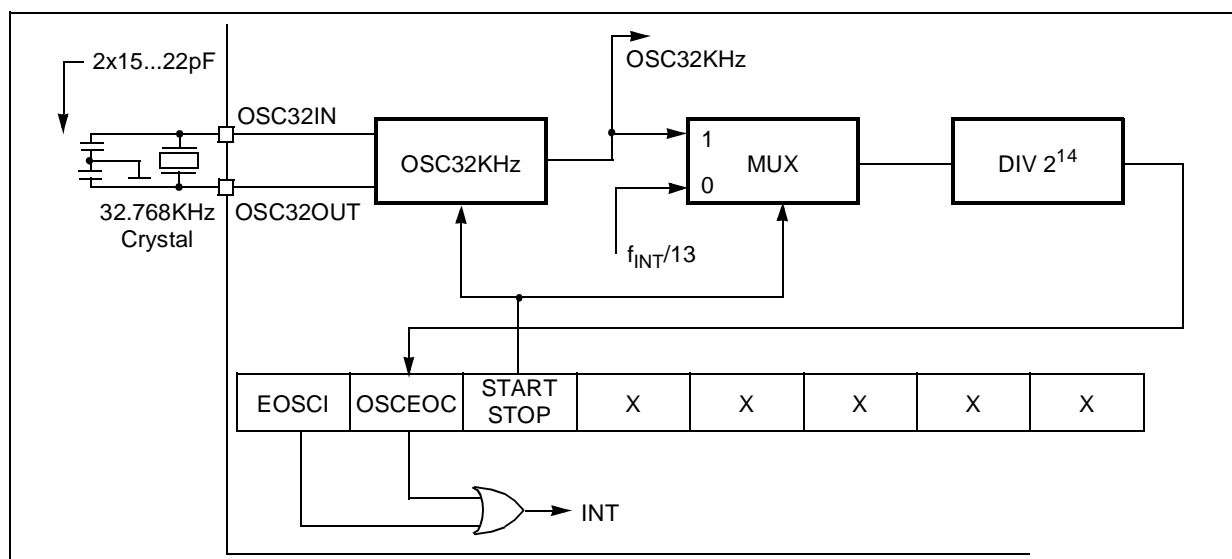 2x15...22pF
OSC32KHz
OSC32IN
OSC32KHz
1
MUX
0
DIV 2^14
32.768KHz
Crystal
OSC32OUT
f_INT/13
EOSCI
OSCEOC
START
STOP
X
X
X
X
X
INT